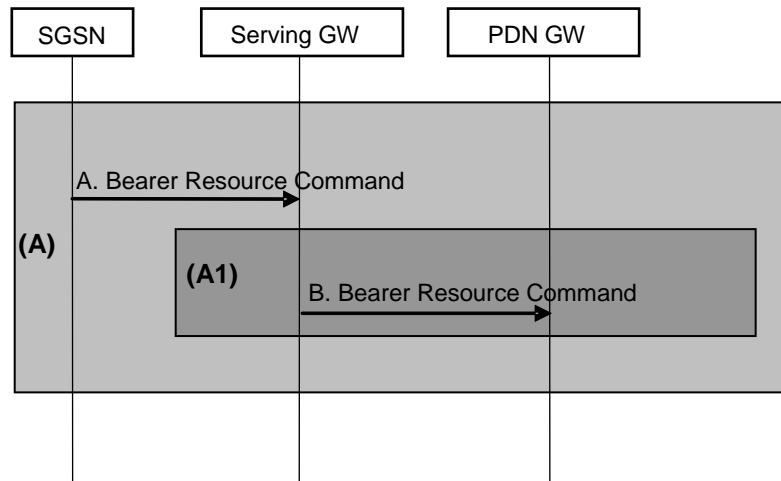 SGSN
Serving GW
PDN GW
A. Bearer Resource Command
(A)
(A1)
B. Bearer Resource Command